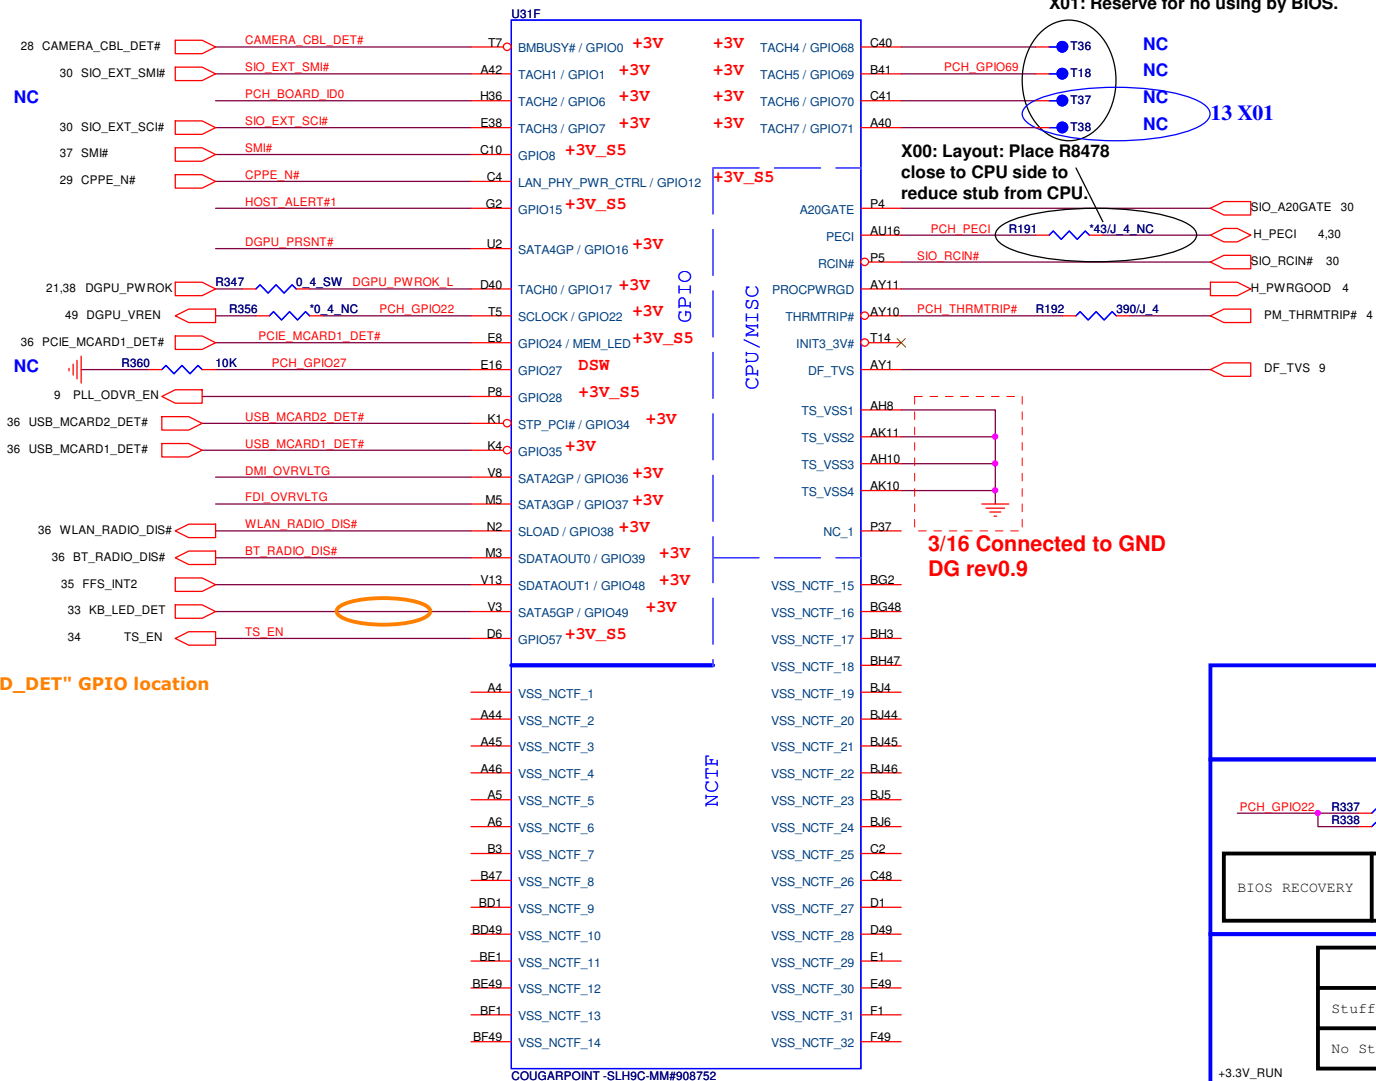 X01: Reserve for no using by BIOS.
U31F
28 CAMERA_CBL_DET# CAMERA_CBL_DET# T7 BMBUSY# / GPIO0 +3V +3V TACH4 / GPIO68 C40 T36 NC
30 SIO_EXT_SMI# SIO_EXT_SMI# A42 TACH1 / GPIO1 +3V +3V TACH5 / GPIO69 B41 PCH_GPIO69 T18 NC
NC PCH_BOARD_ID0 H36 TACH2 / GPIO6 +3V +3V TACH6 / GPIO70 C41 T37 NC
13 X01
30 SIO_EXT_SCI# SIO_EXT_SCI# E38 TACH3 / GPIO7 +3V +3V TACH7 / GPIO71 A40 T38 NC
37 SMI# SMI# C10 GPIO8 +3V_S5
X00: Layout: Place R8478
close to CPU side to
reduce stub from CPU.
29 CPPE_N# CPPE_N# C4 LAN_PHY_PWR_CTRL / GPIO12 +3V_S5
HOST_ALERT#1 G2 GPIO15 +3V_S5 A20GATE P4 SIO_A20GATE 30
PECI AU16 PCH_PECI R191 *43/J_4_NC H_PECI 4,30
DGPU_PRSNT# U2 SATA4GP / GPIO16 +3V
RCIN# P5 SIO_RCIN# SIO_RCIN# 30
21,38 DGPU_PWROK R347 0_4_SW DGPU_PWROK_L D40 TACH0 / GPIO17 +3V PROCPWRGD AY11 H_PWRGOOD 4
49 DGPU_VREN R356 *0_4_NC PCH_GPIO22 T5 SCLOCK / GPIO22 +3V THRMTRIP# AY10 PCH_THRMTRIP# R192 390/J_4 PM_THRMTRIP# 4
36 PCIE_MCARD1_DET# PCIE_MCARD1_DET# E8 GPIO24 / MEM_LED +3V_S5 INIT3_3V# T14
NC R360 10K PCH_GPIO27 E16 GPIO27 DSW DF_TVS AY1 DF_TVS 9
GPIO
CPU/MISC
9 PLL_ODVR_EN P8 GPIO28 +3V_S5
TS_VSS1 AH8
36 USB_MCARD2_DET# USB_MCARD2_DET# K1 STP_PCI# / GPIO34 +3V
TS_VSS2 AK11
36 USB_MCARD1_DET# USB_MCARD1_DET# K4 GPIO35 +3V
TS_VSS3 AH10
DMI_OVRVLTG V8 SATA2GP / GPIO36 +3V
TS_VSS4 AK10
FDI_OVRVLTG M5 SATA3GP / GPIO37 +3V
36 WLAN_RADIO_DIS# WLAN_RADIO_DIS# N2 SLOAD / GPIO38 +3V NC_1 P37
3/16 Connected to GND
DG rev0.9
36 BT_RADIO_DIS# BT_RADIO_DIS# M3 SDATAOUT0 / GPIO39 +3V
35 FFS_INT2 V13 SDATAOUT1 / GPIO48 +3V VSS_NCTF_15 BG2
33 KB_LED_DET V3 SATA5GP / GPIO49 +3V VSS_NCTF_16 BG48
34 TS_EN TS_EN D6 GPIO57 +3V_S5 VSS_NCTF_17 BH3
VSS_NCTF_18 BH47
D_DET" GPIO location
A4 VSS_NCTF_1 VSS_NCTF_19 BJ4
A44 VSS_NCTF_2 VSS_NCTF_20 BJ44
A45 VSS_NCTF_3 VSS_NCTF_21 BJ45
A46 VSS_NCTF_4 VSS_NCTF_22 BJ46
A5 VSS_NCTF_5 VSS_NCTF_23 BJ5
A6 VSS_NCTF_6 VSS_NCTF_24 BJ6
B3 VSS_NCTF_7 VSS_NCTF_25 C2
B47 VSS_NCTF_8 VSS_NCTF_26 C48
BD1 VSS_NCTF_9 VSS_NCTF_27 D1
BD49 VSS_NCTF_10 VSS_NCTF_28 D49
BE1 VSS_NCTF_11 VSS_NCTF_29 E1
BE49 VSS_NCTF_12 VSS_NCTF_30 E49
BF1 VSS_NCTF_13 VSS_NCTF_31 F1
BF49 VSS_NCTF_14 VSS_NCTF_32 F49
NCTF
COUGARPOINT -SLH9C-MM#908752
PCH_GPIO22 R337
R338
BIOS RECOVERY
Stuff
No St
+3.3V_RUN